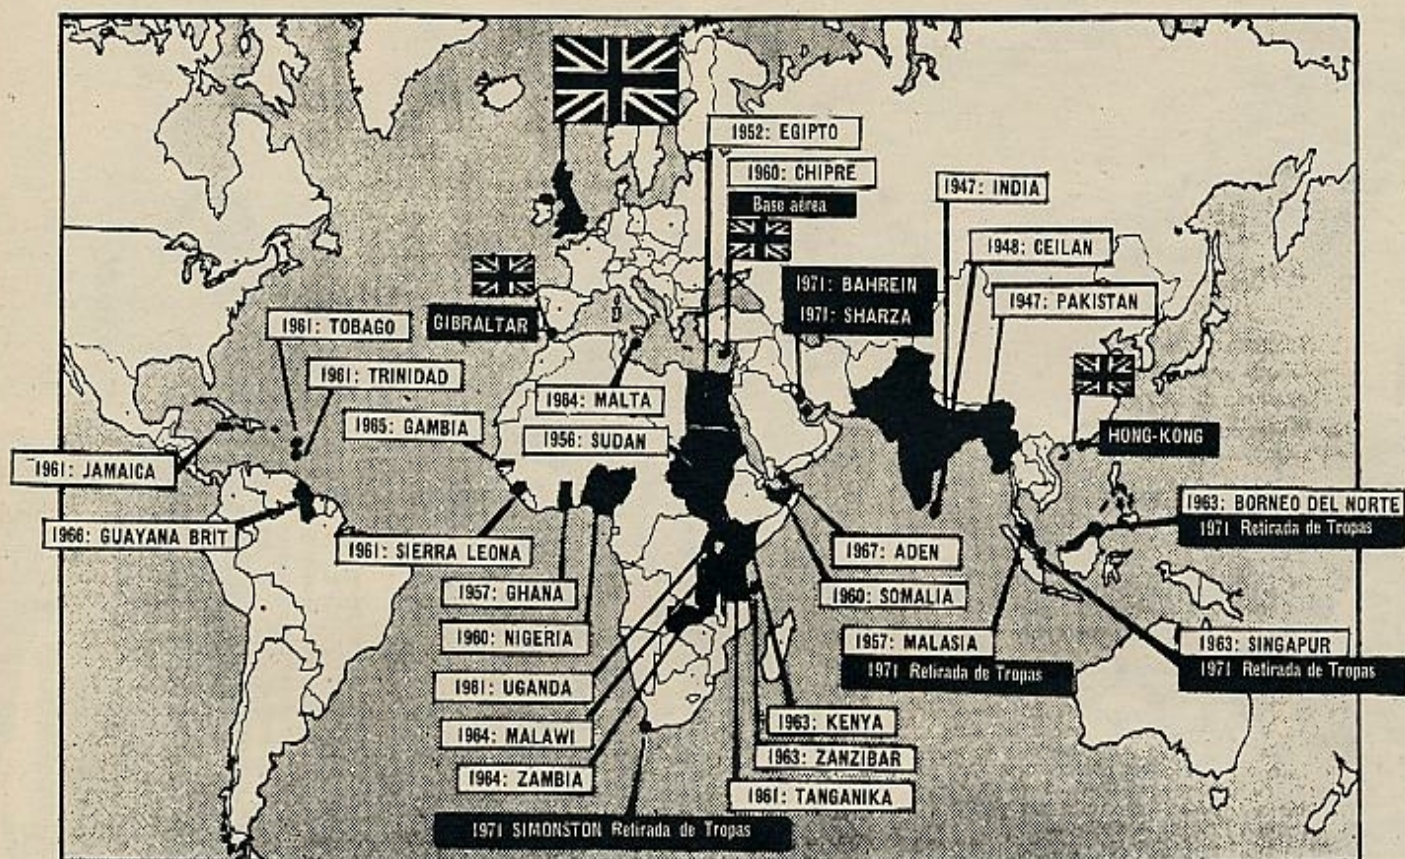 1952: EGIPTO
1960: CHIPRE
Base aérea
1947: INDIA
1948: CEILAN
1971: BAHREIN
1971: SHARZA
1947: PAKISTAN
GIBRALTAR
1961: TOBAGO
1961: TRINIDAD
1964: MALTA
1965: GAMBIA
1956: SUDAN
HONG-KONG
1961: JAMAICA
1963: BORNEO DEL NORTE
1971 Retirada de Tropas
1966: GUAYANA BRIT
1961: SIERRA LEONA
1967: ADEN
1957: GHANA
1960: SOMALIA
1960: NIGERIA
1957: MALASIA
1971 Retirada de Tropas
1963: SINGAPUR
1971 Retirada de Tropas
1961: UGANDA
1963: KENYA
1964: MALAWI
1963: ZANZIBAR
1964: ZAMBIA
1961: TANGANIKA
1971 SIMONSTON Retirada de Tropas